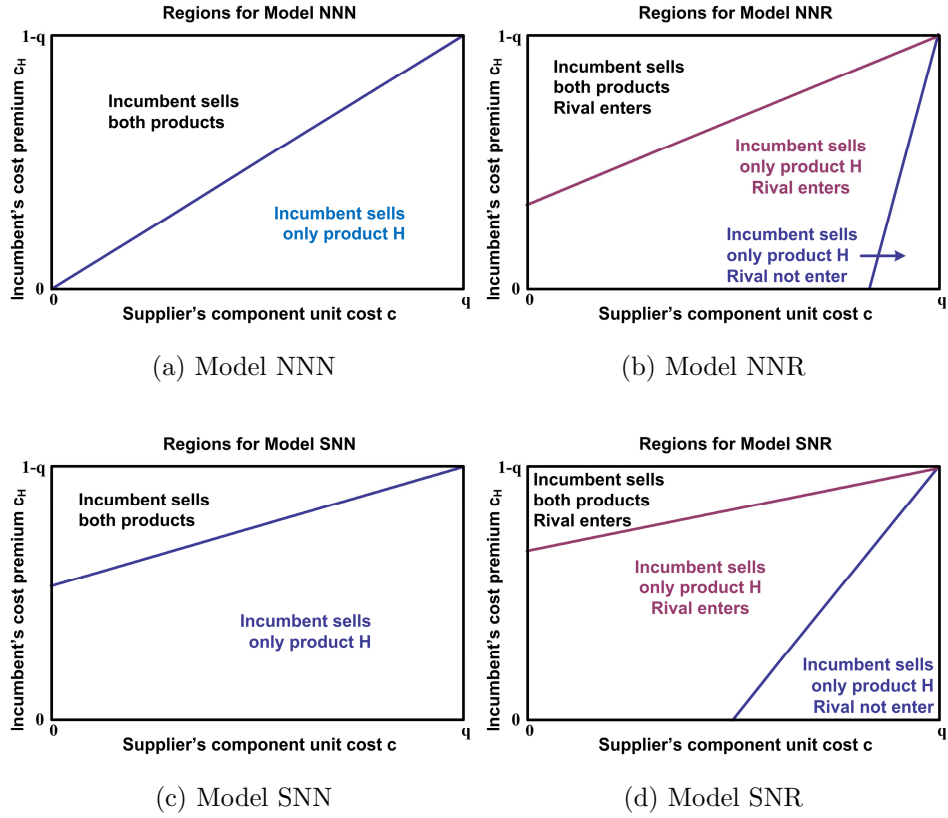 Regions for Model NNN
1-q
Incumbent's cost premium cH
Incumbent sells
both products
Incumbent sells
only product H
0
0
q
Supplier's component unit cost c
(a) Model NNN
Regions for Model NNR
1-q
Incumbent's cost premium cH
Incumbent sells
both products
Rival enters
Incumbent sells
only product H
Rival enters
Incumbent sells
only product H
Rival not enter
0
0
q
Supplier's component unit cost c
(b) Model NNR
Regions for Model SNN
1-q
Incumbent's cost premium cH
Incumbent sells
both products
Incumbent sells
only product H
0
0
q
Supplier's component unit cost c
(c) Model SNN
Regions for Model SNR
1-q
Incumbent's cost premium cH
Incumbent sells
both products
Rival enters
Incumbent sells
only product H
Rival enters
Incumbent sells
only product H
Rival not enter
0
0
q
Supplier's component unit cost c
(d) Model SNR